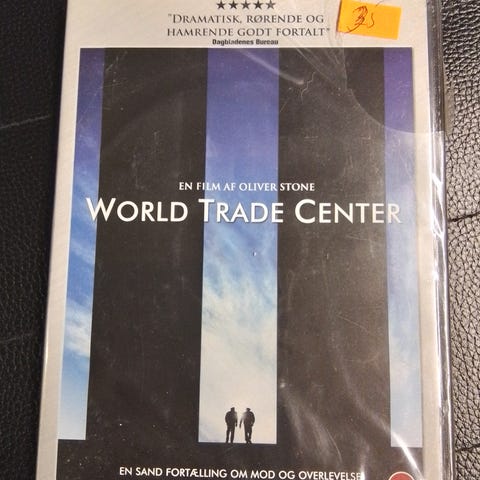 "DRAMATISK, RØRENDE OG
HAMRENDE GODT FORTALT"
Dagbladenes Bureau
EN FILM AF OLIVER STONE
WORLD TRADE CENTER
EN SAND FORTÆLLING OM MOD OG OVERLEVELSE